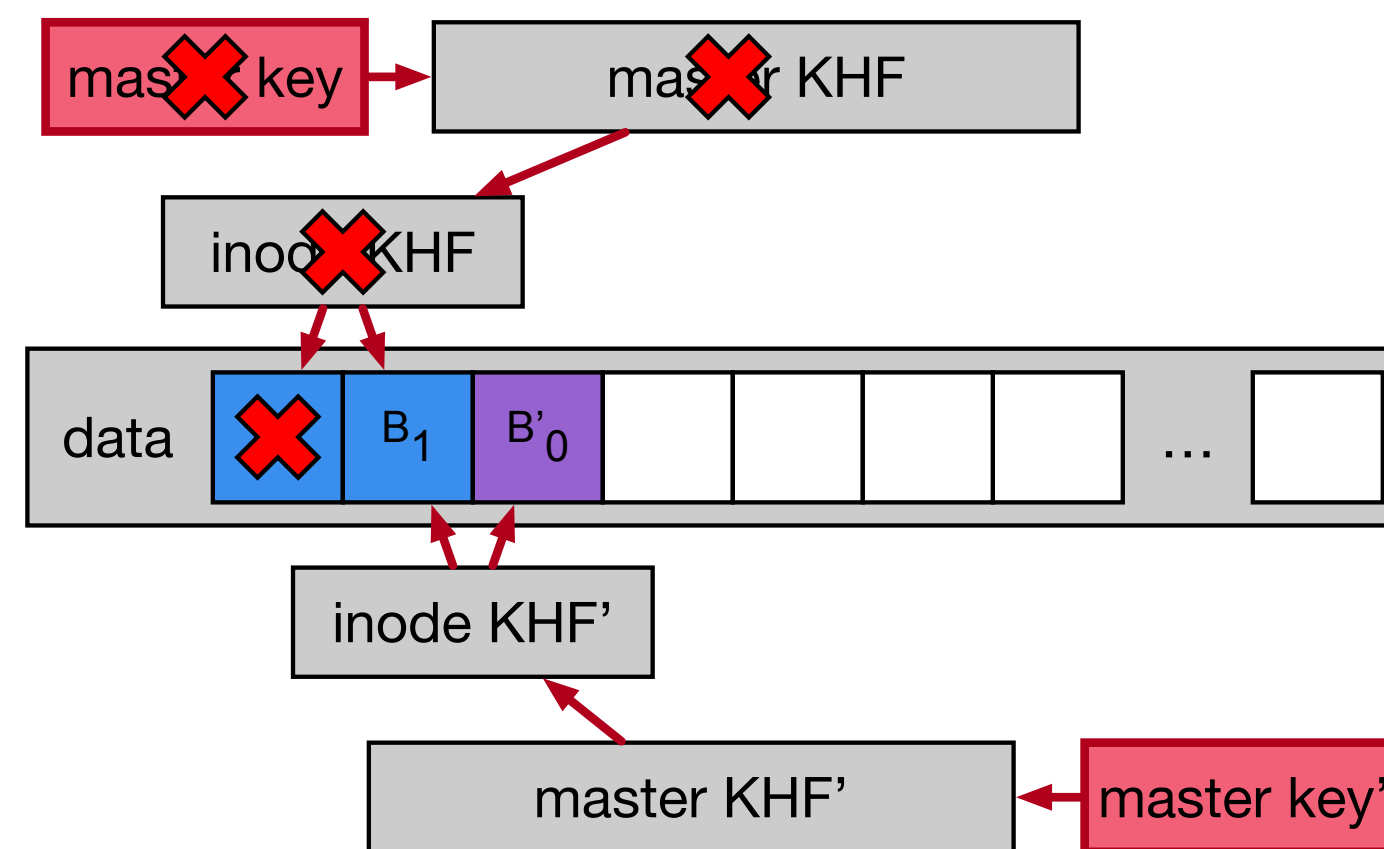 key
KHF
KHF
data
B1
B'0
...
inode KHF'
master KHF'
master key'